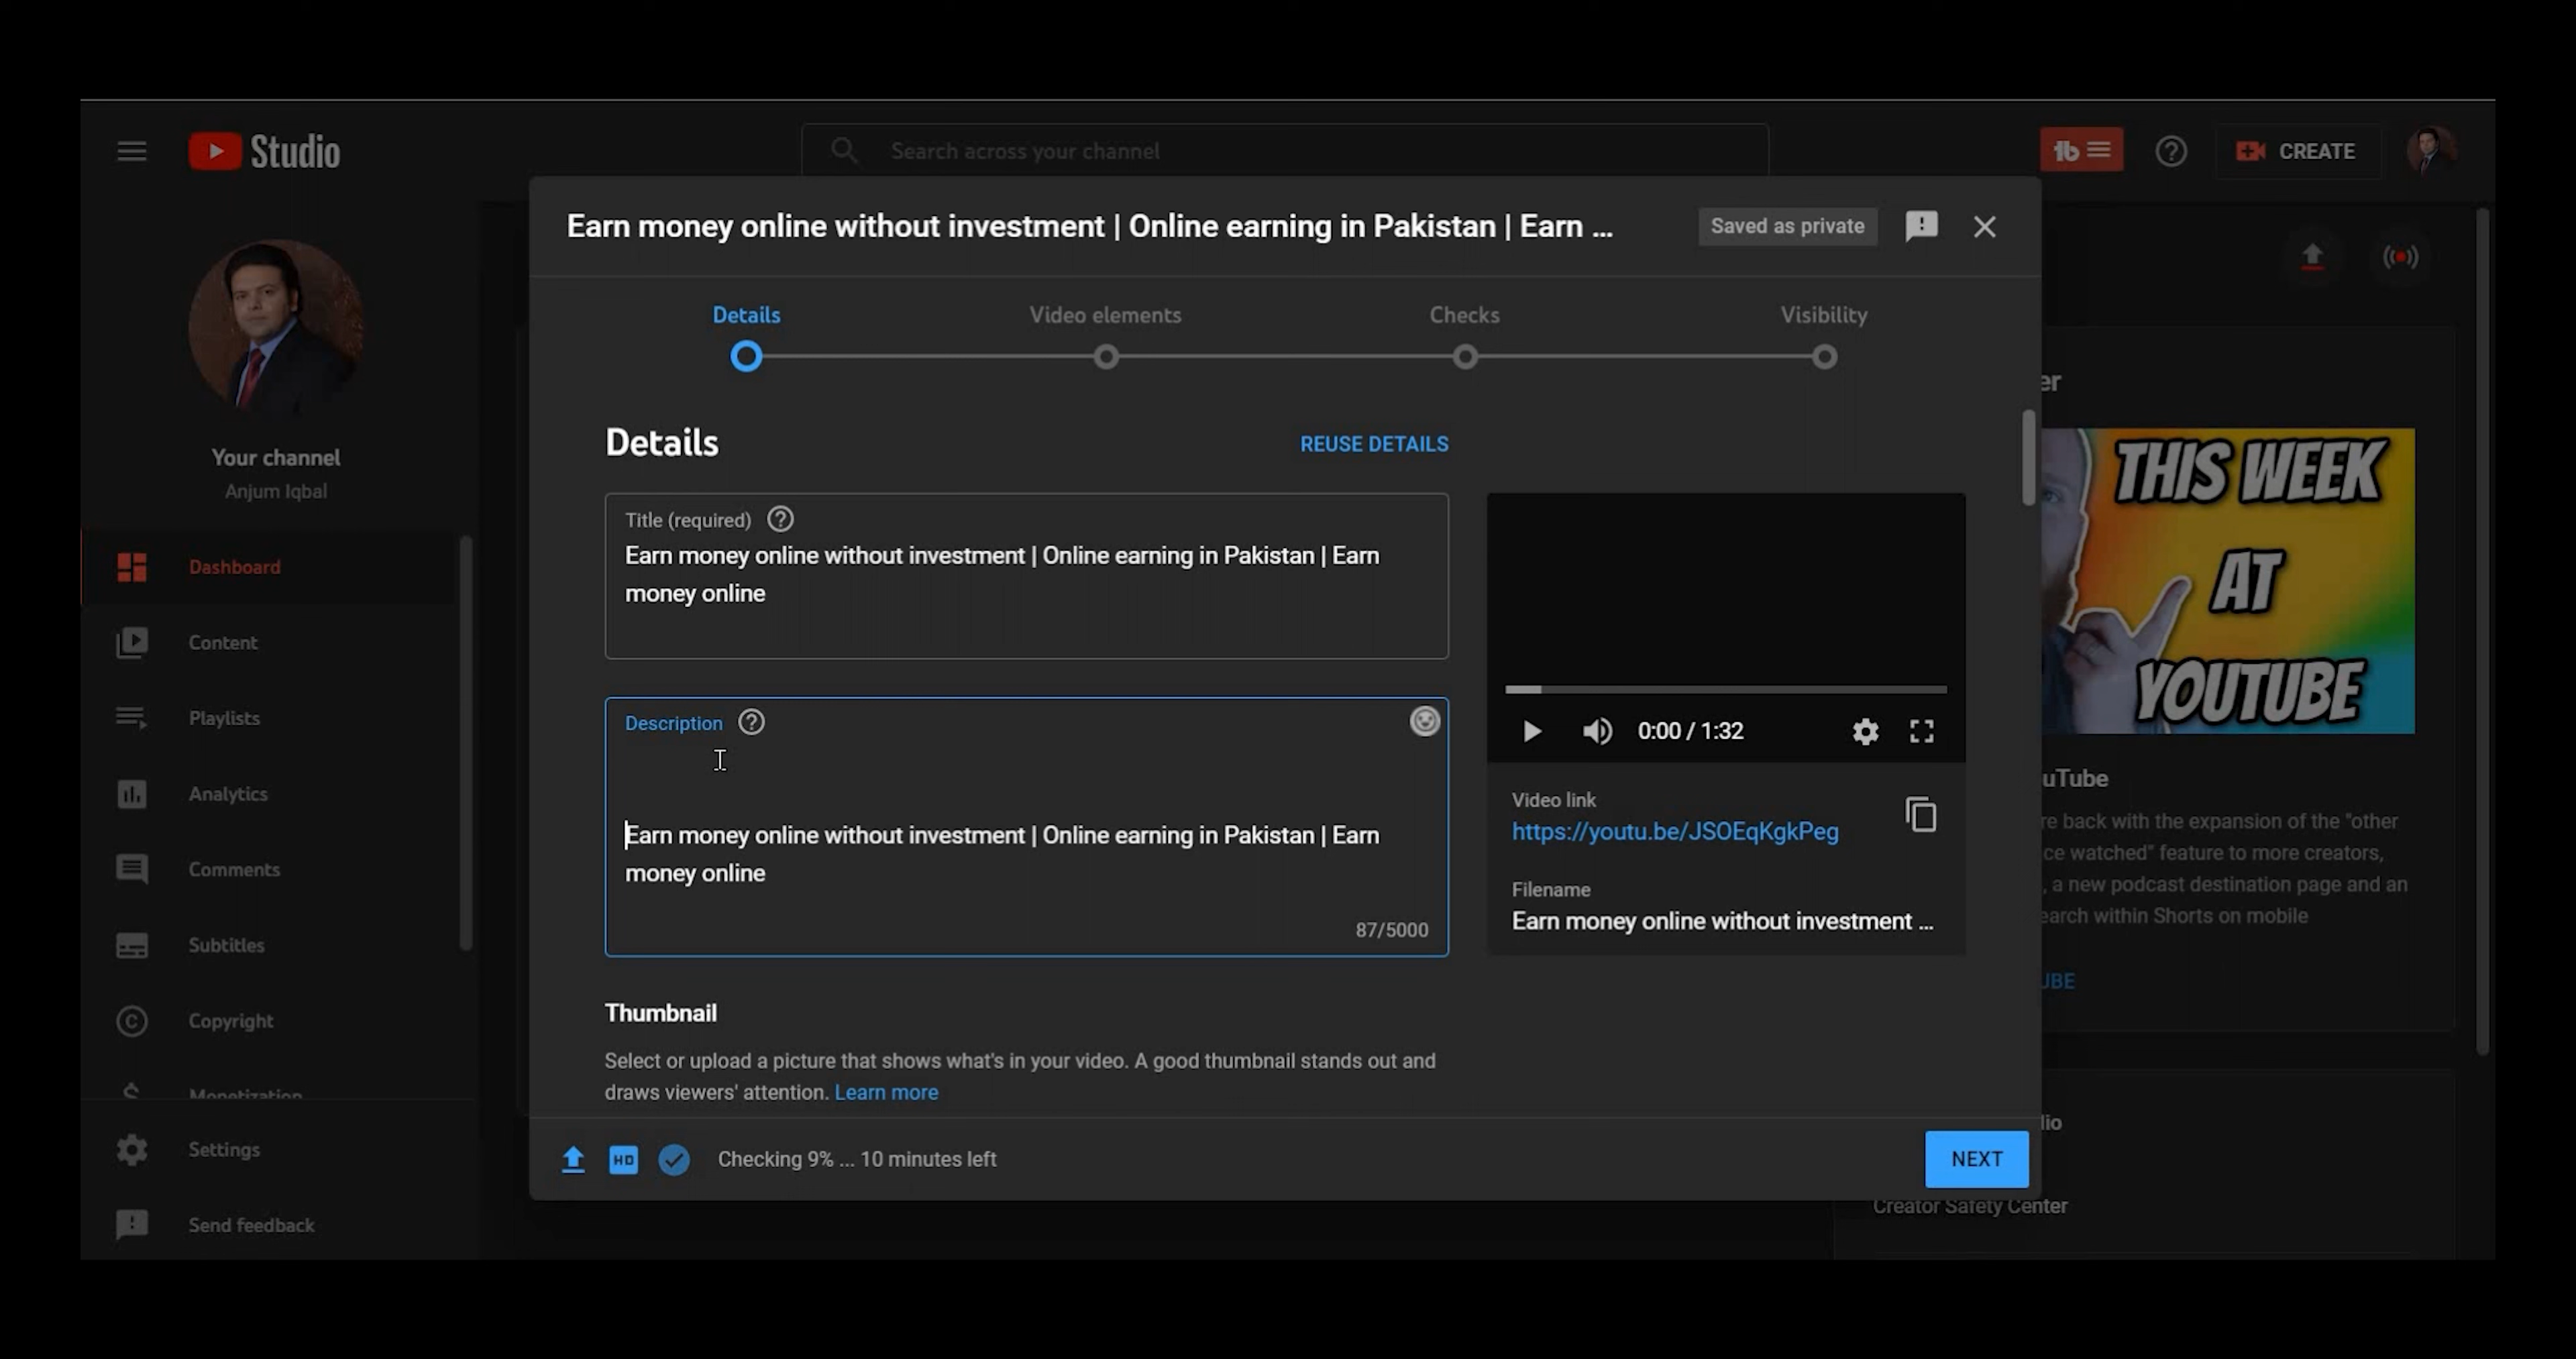 Studio
Search across your channel
CREATE
Earn money online without investment | Online earning in Pakistan | Earn ...
Saved as private
Details
Video elements
Checks
Visibility
Your channel
Anjum Iqbal
Dashboard
Content
Playlists
Analytics
Comments
Subtitles
Copyright
Monetization
Settings
Send feedback
Details
REUSE DETAILS
Title (required)
Earn money online without investment | Online earning in Pakistan | Earn
money online
Description
Earn money online without investment | Online earning in Pakistan | Earn
money online
87/5000
0:00 / 1:32
Video link
https://youtu.be/JSOEqKgkPeg
Filename
Earn money online without investment ...
Thumbnail
Select or upload a picture that shows what's in your video. A good thumbnail stands out and
draws viewers' attention. Learn more
HD
Checking 9% ... 10 minutes left
NEXT
er
THIS WEEK
AT
YOUTUBE
uTube
re back with the expansion of the "other
ce watched" feature to more creators,
, a new podcast destination page and an
earch within Shorts on mobile
UBE
lio
Creator Safety Center